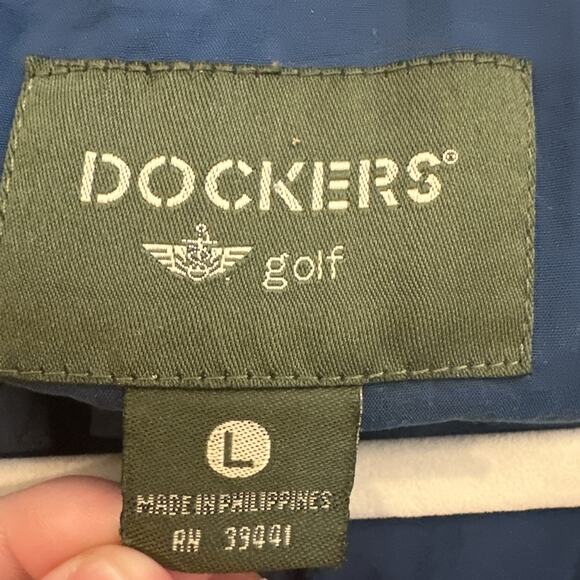 DOCKERS®
golf
L
MADE IN PHILIPPINES
RN 39441